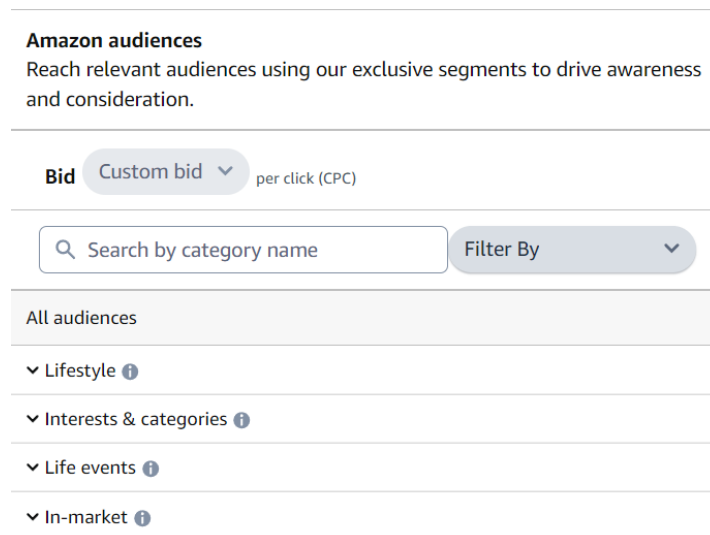 Amazon audiences
Reach relevant audiences using our exclusive segments to drive awareness
and consideration.
Bid Custom bid per click (CPC)
Search by category name Filter By
All audiences
Lifestyle
Interests & categories
Life events
In-market